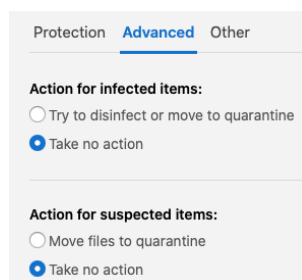 Protection Advanced Other
Action for infected items:
Try to disinfect or move to quarantine
Take no action
Action for suspected items:
Move files to quarantine
Take no action